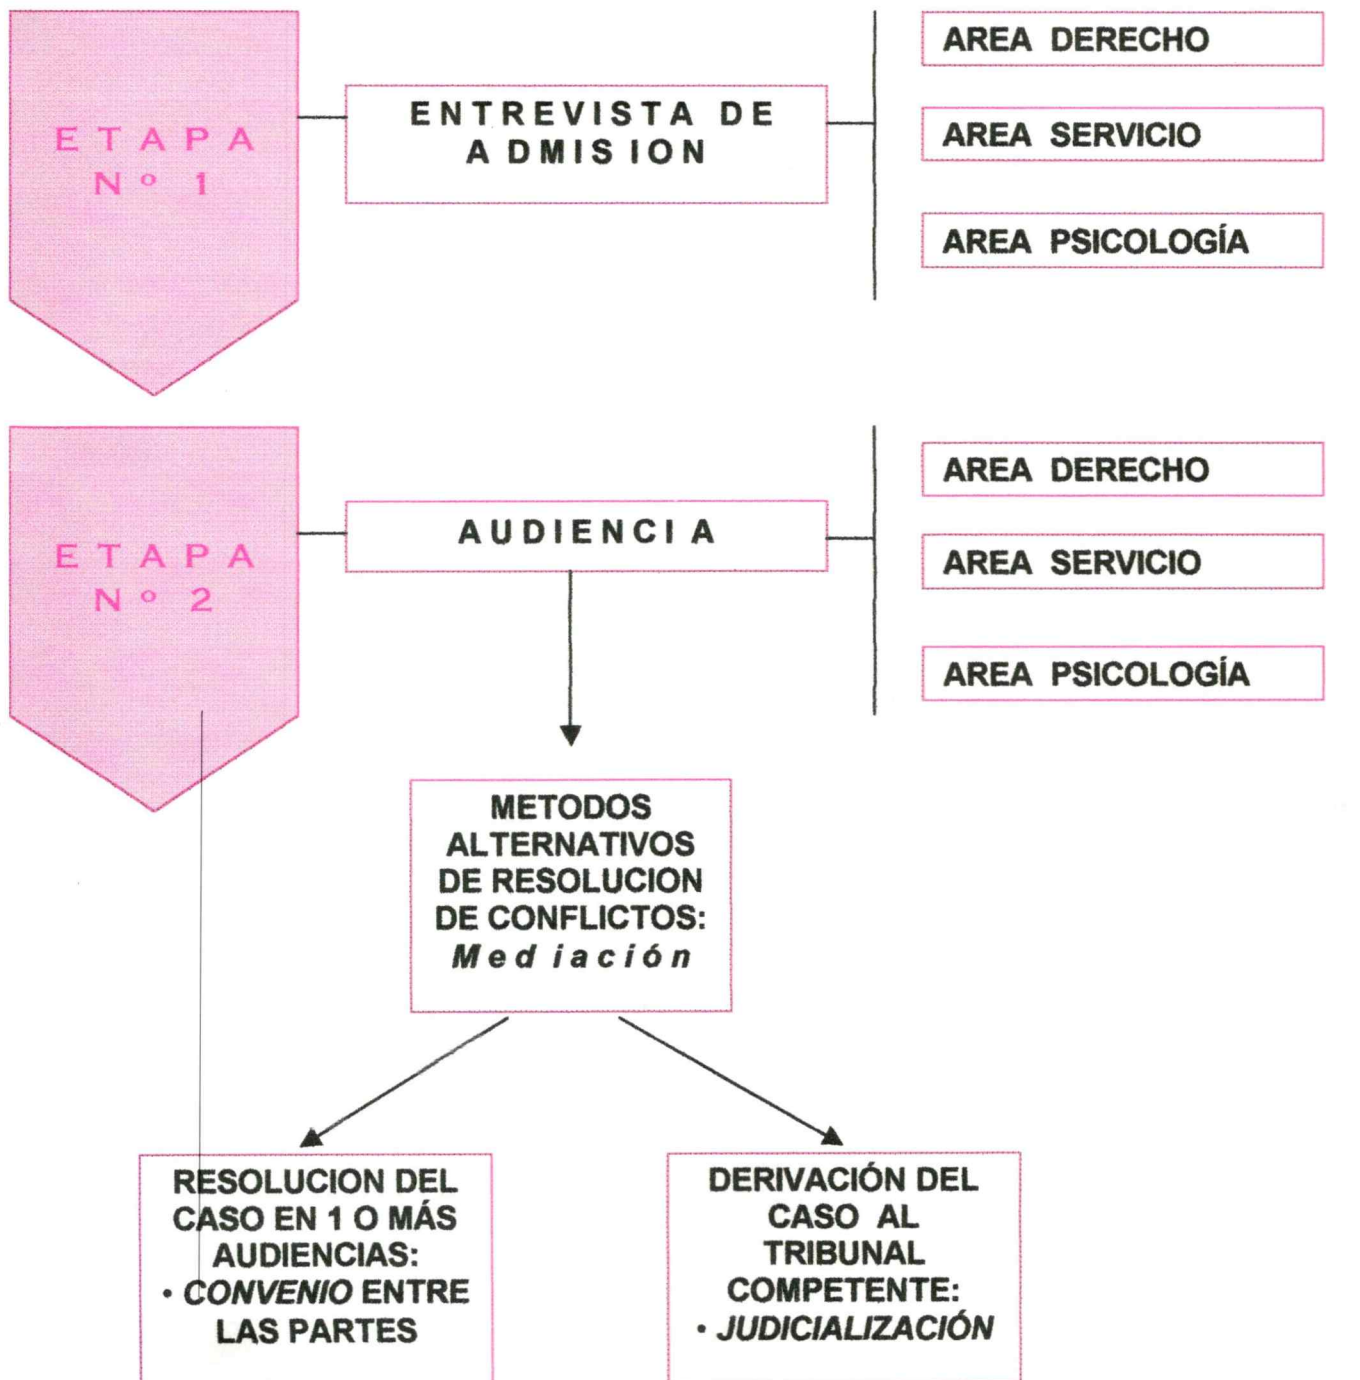 ETAPA
Nº 1
ENTREVISTA DE
ADMISION
AREA DERECHO
AREA SERVICIO
AREA PSICOLOGÍA
ETAPA
Nº 2
AUDIENCIA
AREA DERECHO
AREA SERVICIO
AREA PSICOLOGÍA
METODOS
ALTERNATIVOS
DE RESOLUCION
DE CONFLICTOS:
Mediación
RESOLUCION DEL
CASO EN 1 O MÁS
AUDIENCIAS:
• CONVENIO ENTRE
LAS PARTES
DERIVACIÓN DEL
CASO AL
TRIBUNAL
COMPETENTE:
• JUDICIALIZACIÓN